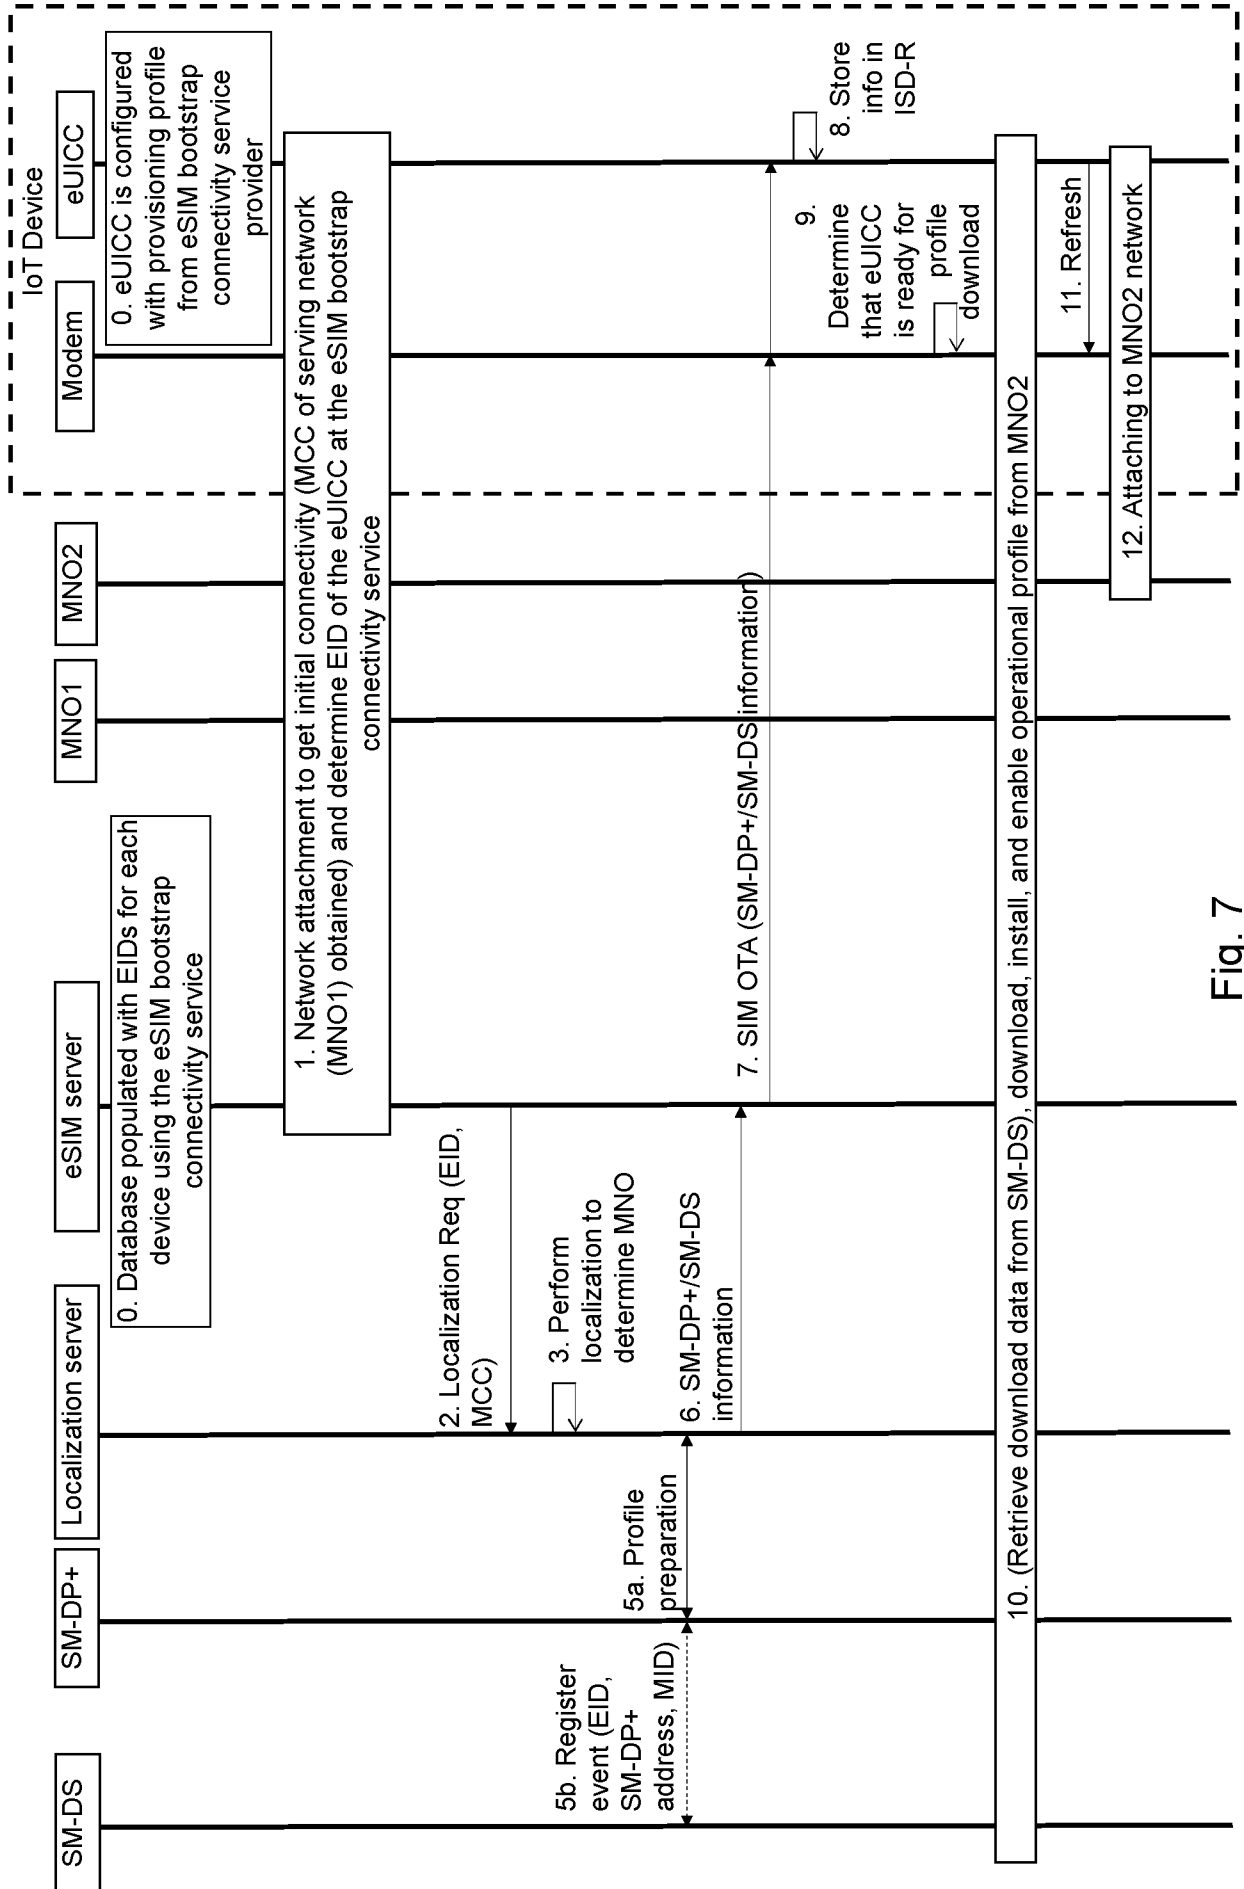 IoT Device
SM-DS
SM-DP+
Localization server
eSIM server
MNO1
MNO2
Modem
eUICC
0. Database populated with EIDs for each
device using the eSIM bootstrap
connectivity service
0. eUICC is configured
with provisioning profile
from eSIM bootstrap
connectivity service
provider
1. Network attachment to get initial connectivity (MCC of serving network
(MNO1) obtained) and determine EID of the eUICC at the eSIM bootstrap
connectivity service
2. Localization Req (EID,
MCC)
3. Perform
localization to
determine MNO
5b. Register
event (EID,
SM-DP+
address, MID)
5a. Profile
preparation
6. SM-DP+/SM-DS
information
7. SIM OTA (SM-DP+/SM-DS information)
8. Store
info in
ISD-R
9.
Determine
that eUICC
is ready for
profile
download
10. (Retrieve download data from SM-DS), download, install, and enable operational profile from MNO2
11. Refresh
12. Attaching to MNO2 network
Fig. 7